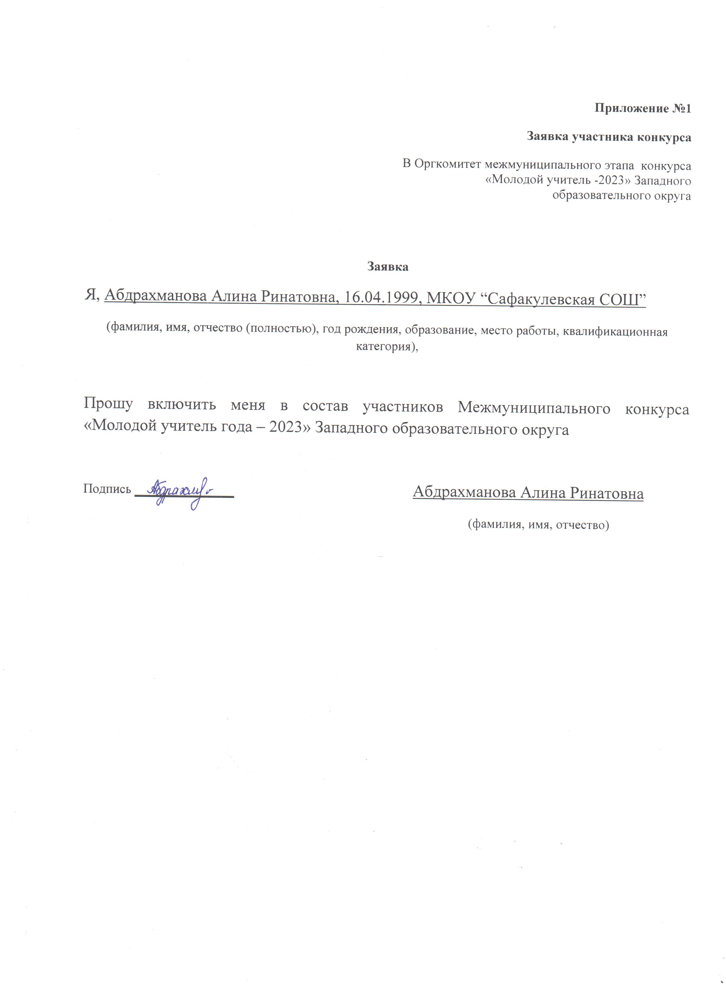 Приложение №1
Заявка участника конкурса
В Оргкомитет межмуниципального этапа конкурса
«Молодой учитель -2023» Западного
образовательного округа
Заявка
Я, Абдрахманова Алина Ринатовна, 16.04.1999, МКОУ “Сафакулевская СОШ”
(фамилия, имя, отчество (полностью), год рождения, образование, место работы, квалификационная
категория),
Прошу включить меня в состав участников Межмуниципального конкурса
«Молодой учитель года – 2023» Западного образовательного округа
Подпись Абдрахманова Алина Ринатовна
(фамилия, имя, отчество)